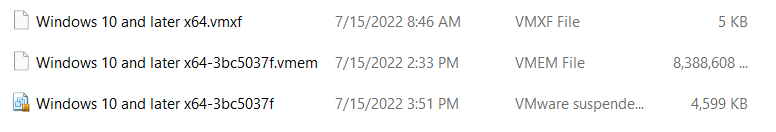 Windows 10 and later x64.vmxf 7/15/2022 8:46 AM VMXF File 5 KB
Windows 10 and later x64-3bc5037f.vmem 7/15/2022 2:33 PM VMEM File 8,388,608 ...
Windows 10 and later x64-3bc5037f 7/15/2022 3:51 PM VMware suspende... 4,599 KB